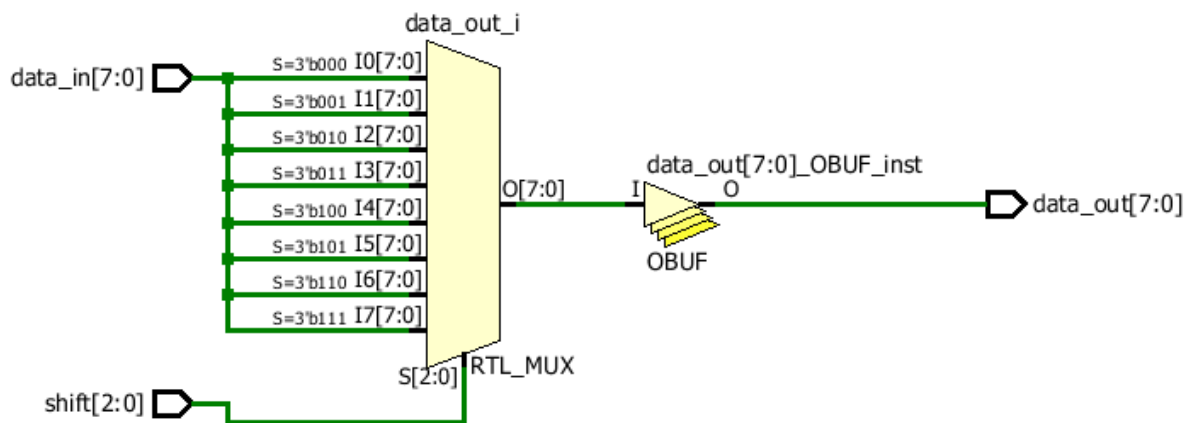 data_out_i
data_in[7:0]
S=3'b000 I0[7:0]
S=3'b001 I1[7:0]
S=3'b010 I2[7:0]
S=3'b011 I3[7:0]
S=3'b100 I4[7:0]
S=3'b101 I5[7:0]
S=3'b110 I6[7:0]
S=3'b111 I7[7:0]
O[7:0]
data_out[7:0]_OBUF_inst
I O
OBUF
data_out[7:0]
S[2:0]
RTL_MUX
shift[2:0]